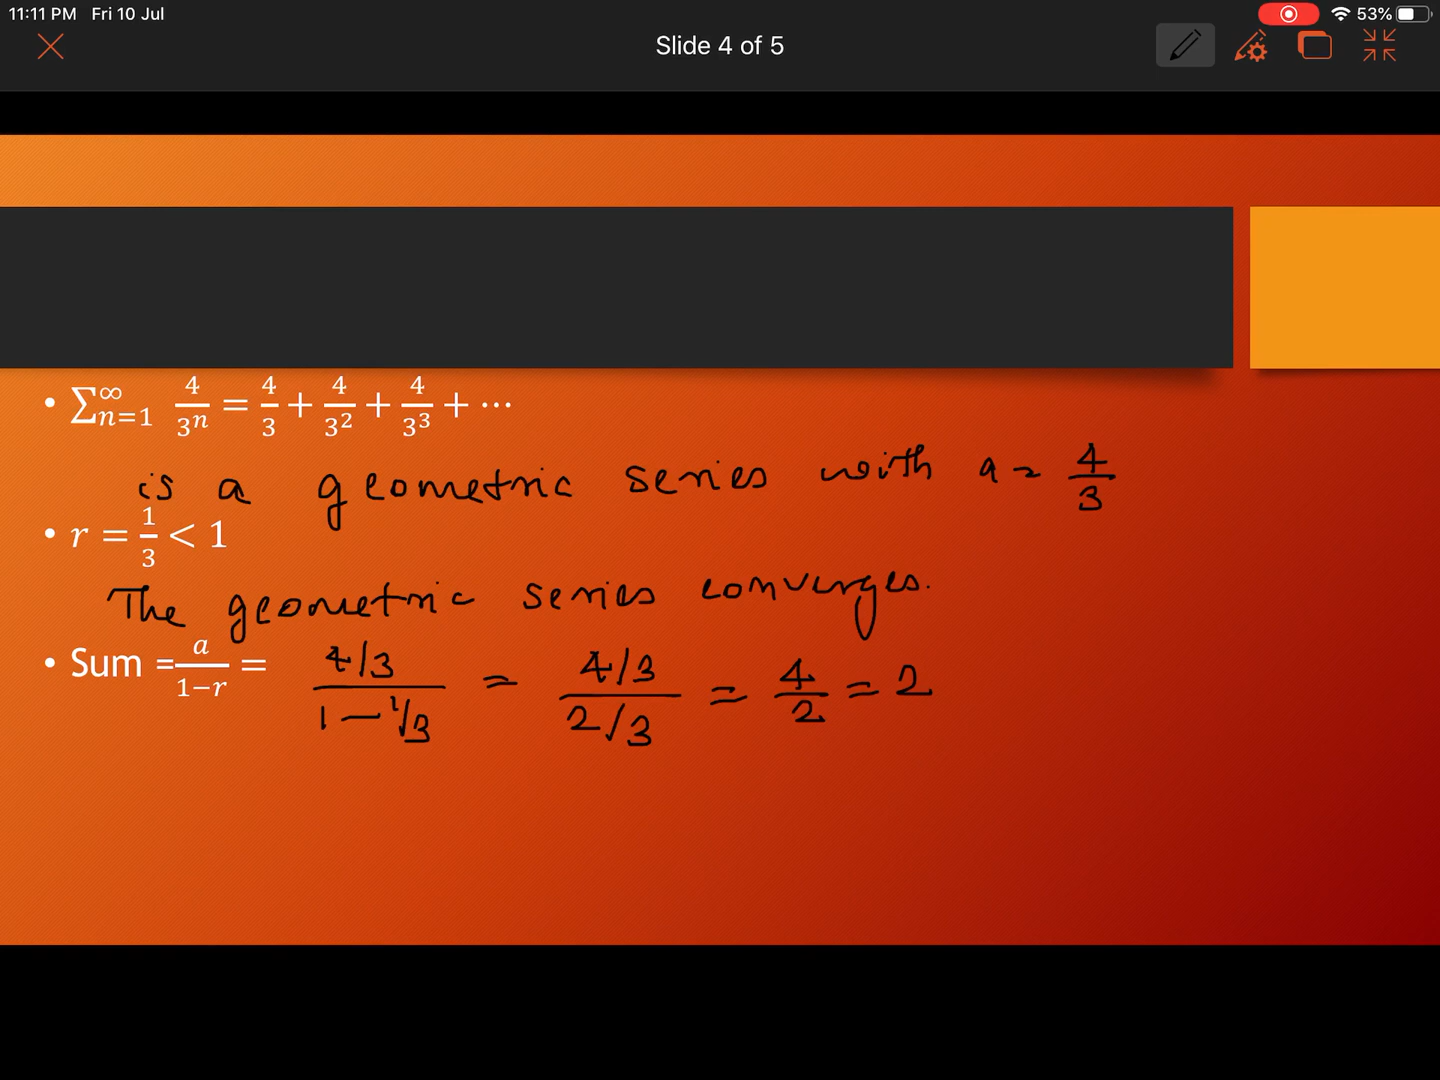 11:11 PM Fri 10 Jul 53%
Slide 4 of 5
• ∑_{n=1}^{∞} 4/3ⁿ = 4/3 + 4/3² + 4/3³ + ⋯
is a geometric series with a = 4/3
• r = 1/3 < 1
The geometric series converges.
• Sum = a/(1−r) = (4/3)/(1 − 1/3) = (4/3)/(2/3) = 4/2 = 2